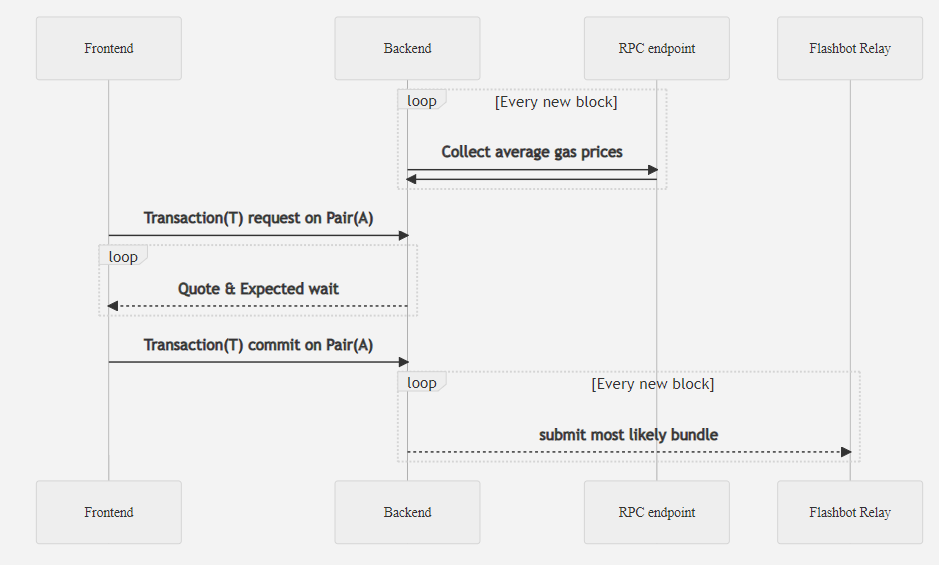 Frontend
Backend
RPC endpoint
Flashbot Relay
loop
[Every new block]
Collect average gas prices
Transaction(T) request on Pair(A)
loop
Quote & Expected wait
Transaction(T) commit on Pair(A)
loop
[Every new block]
submit most likely bundle
Frontend
Backend
RPC endpoint
Flashbot Relay